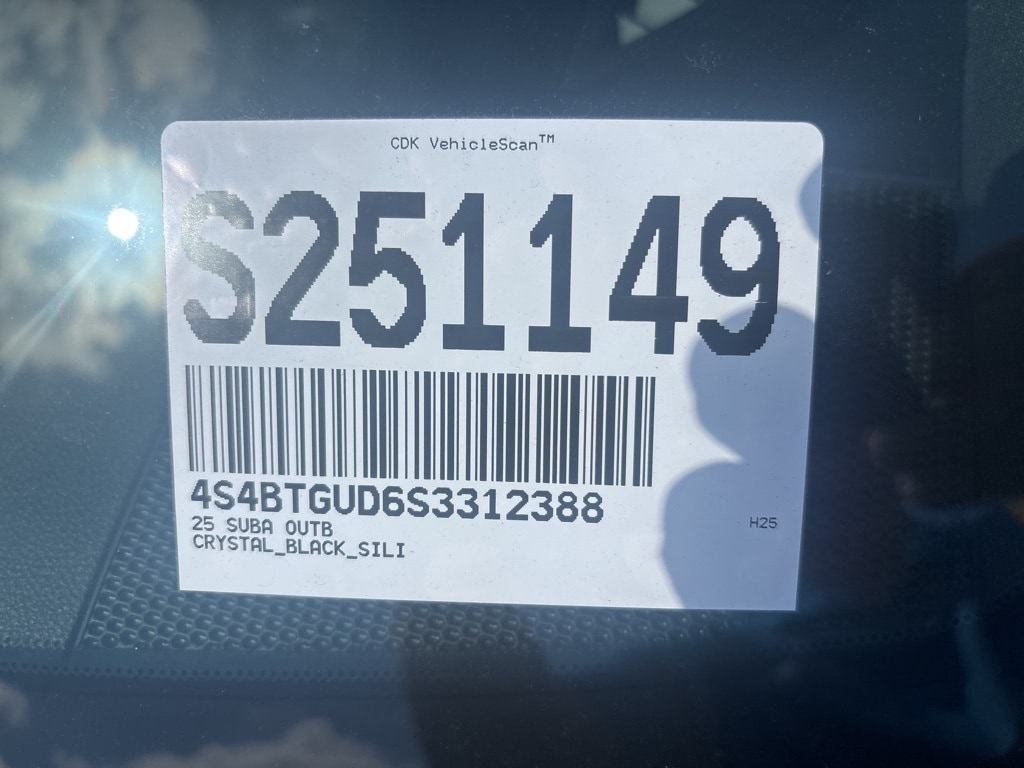 CDK VehicleScan™
S251149
4S4BTGUD6S3312388
25 SUBA OUTB
CRYSTAL_BLACK_SILI
H25